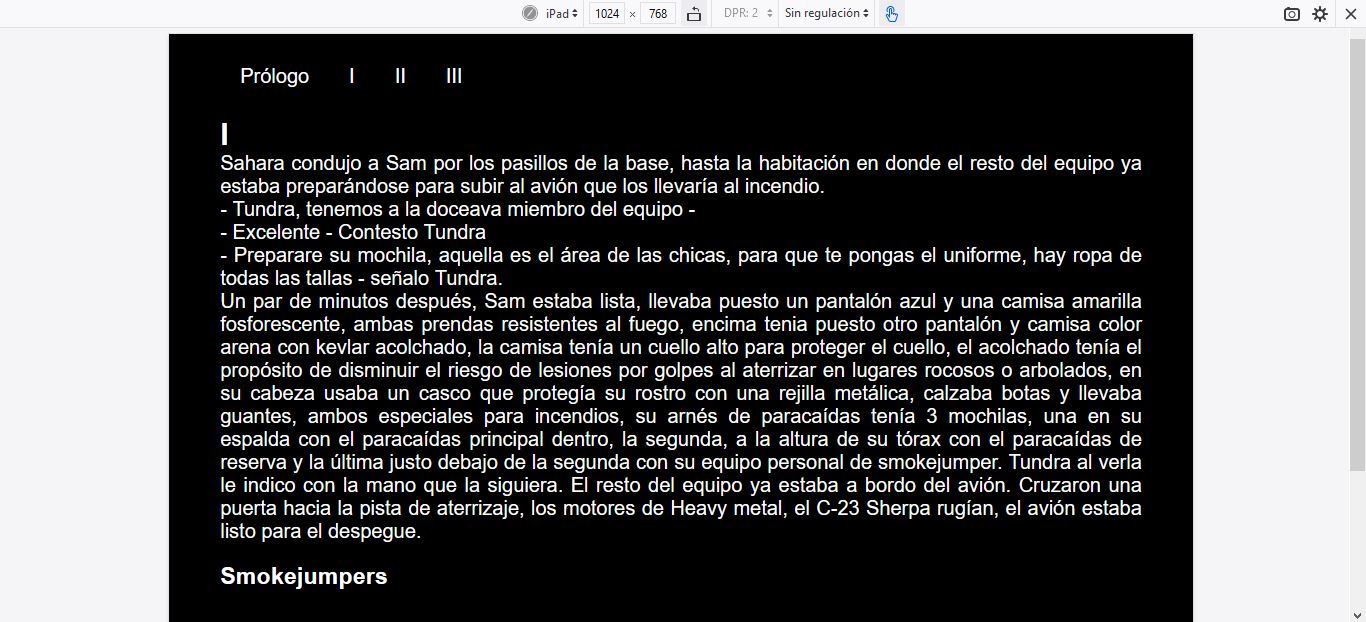 iPad 1024 × 768 DPR: 2 Sin regulación
Prólogo I II III
I
Sahara condujo a Sam por los pasillos de la base, hasta la habitación en donde el resto del equipo ya
estaba preparándose para subir al avión que los llevaría al incendio.
- Tundra, tenemos a la doceava miembro del equipo -
- Excelente - Contesto Tundra
- Preparare su mochila, aquella es el área de las chicas, para que te pongas el uniforme, hay ropa de
todas las tallas - señalo Tundra.
Un par de minutos después, Sam estaba lista, llevaba puesto un pantalón azul y una camisa amarilla
fosforescente, ambas prendas resistentes al fuego, encima tenia puesto otro pantalón y camisa color
arena con kevlar acolchado, la camisa tenía un cuello alto para proteger el cuello, el acolchado tenía el
propósito de disminuir el riesgo de lesiones por golpes al aterrizar en lugares rocosos o arbolados, en
su cabeza usaba un casco que protegía su rostro con una rejilla metálica, calzaba botas y llevaba
guantes, ambos especiales para incendios, su arnés de paracaídas tenía 3 mochilas, una en su
espalda con el paracaídas principal dentro, la segunda, a la altura de su tórax con el paracaídas de
reserva y la última justo debajo de la segunda con su equipo personal de smokejumper. Tundra al verla
le indico con la mano que la siguiera. El resto del equipo ya estaba a bordo del avión. Cruzaron una
puerta hacia la pista de aterrizaje, los motores de Heavy metal, el C-23 Sherpa rugían, el avión estaba
listo para el despegue.
Smokejumpers